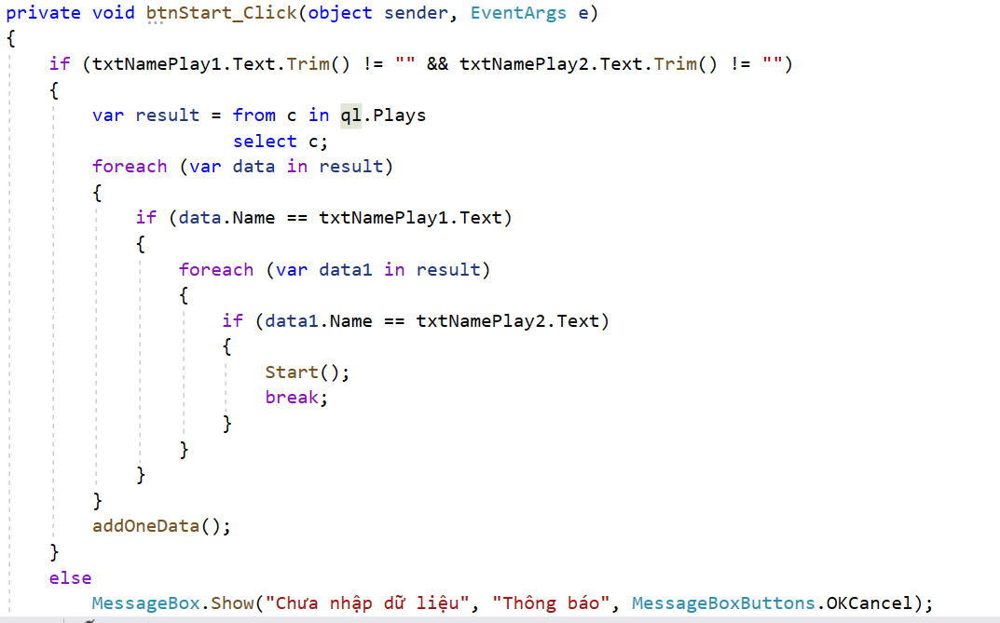 private void btnStart_Click(object sender, EventArgs e)
{
    if (txtNamePlay1.Text.Trim() != "" && txtNamePlay2.Text.Trim() != "")
    {
        var result = from c in ql.Plays
                     select c;
        foreach (var data in result)
        {
            if (data.Name == txtNamePlay1.Text)
            {
                foreach (var data1 in result)
                {
                    if (data1.Name == txtNamePlay2.Text)
                    {
                        Start();
                        break;
                    }
                }
            }
        }
        addOneData();
    }
    else
        MessageBox.Show("Chưa nhập dữ liệu", "Thông báo", MessageBoxButtons.OKCancel);